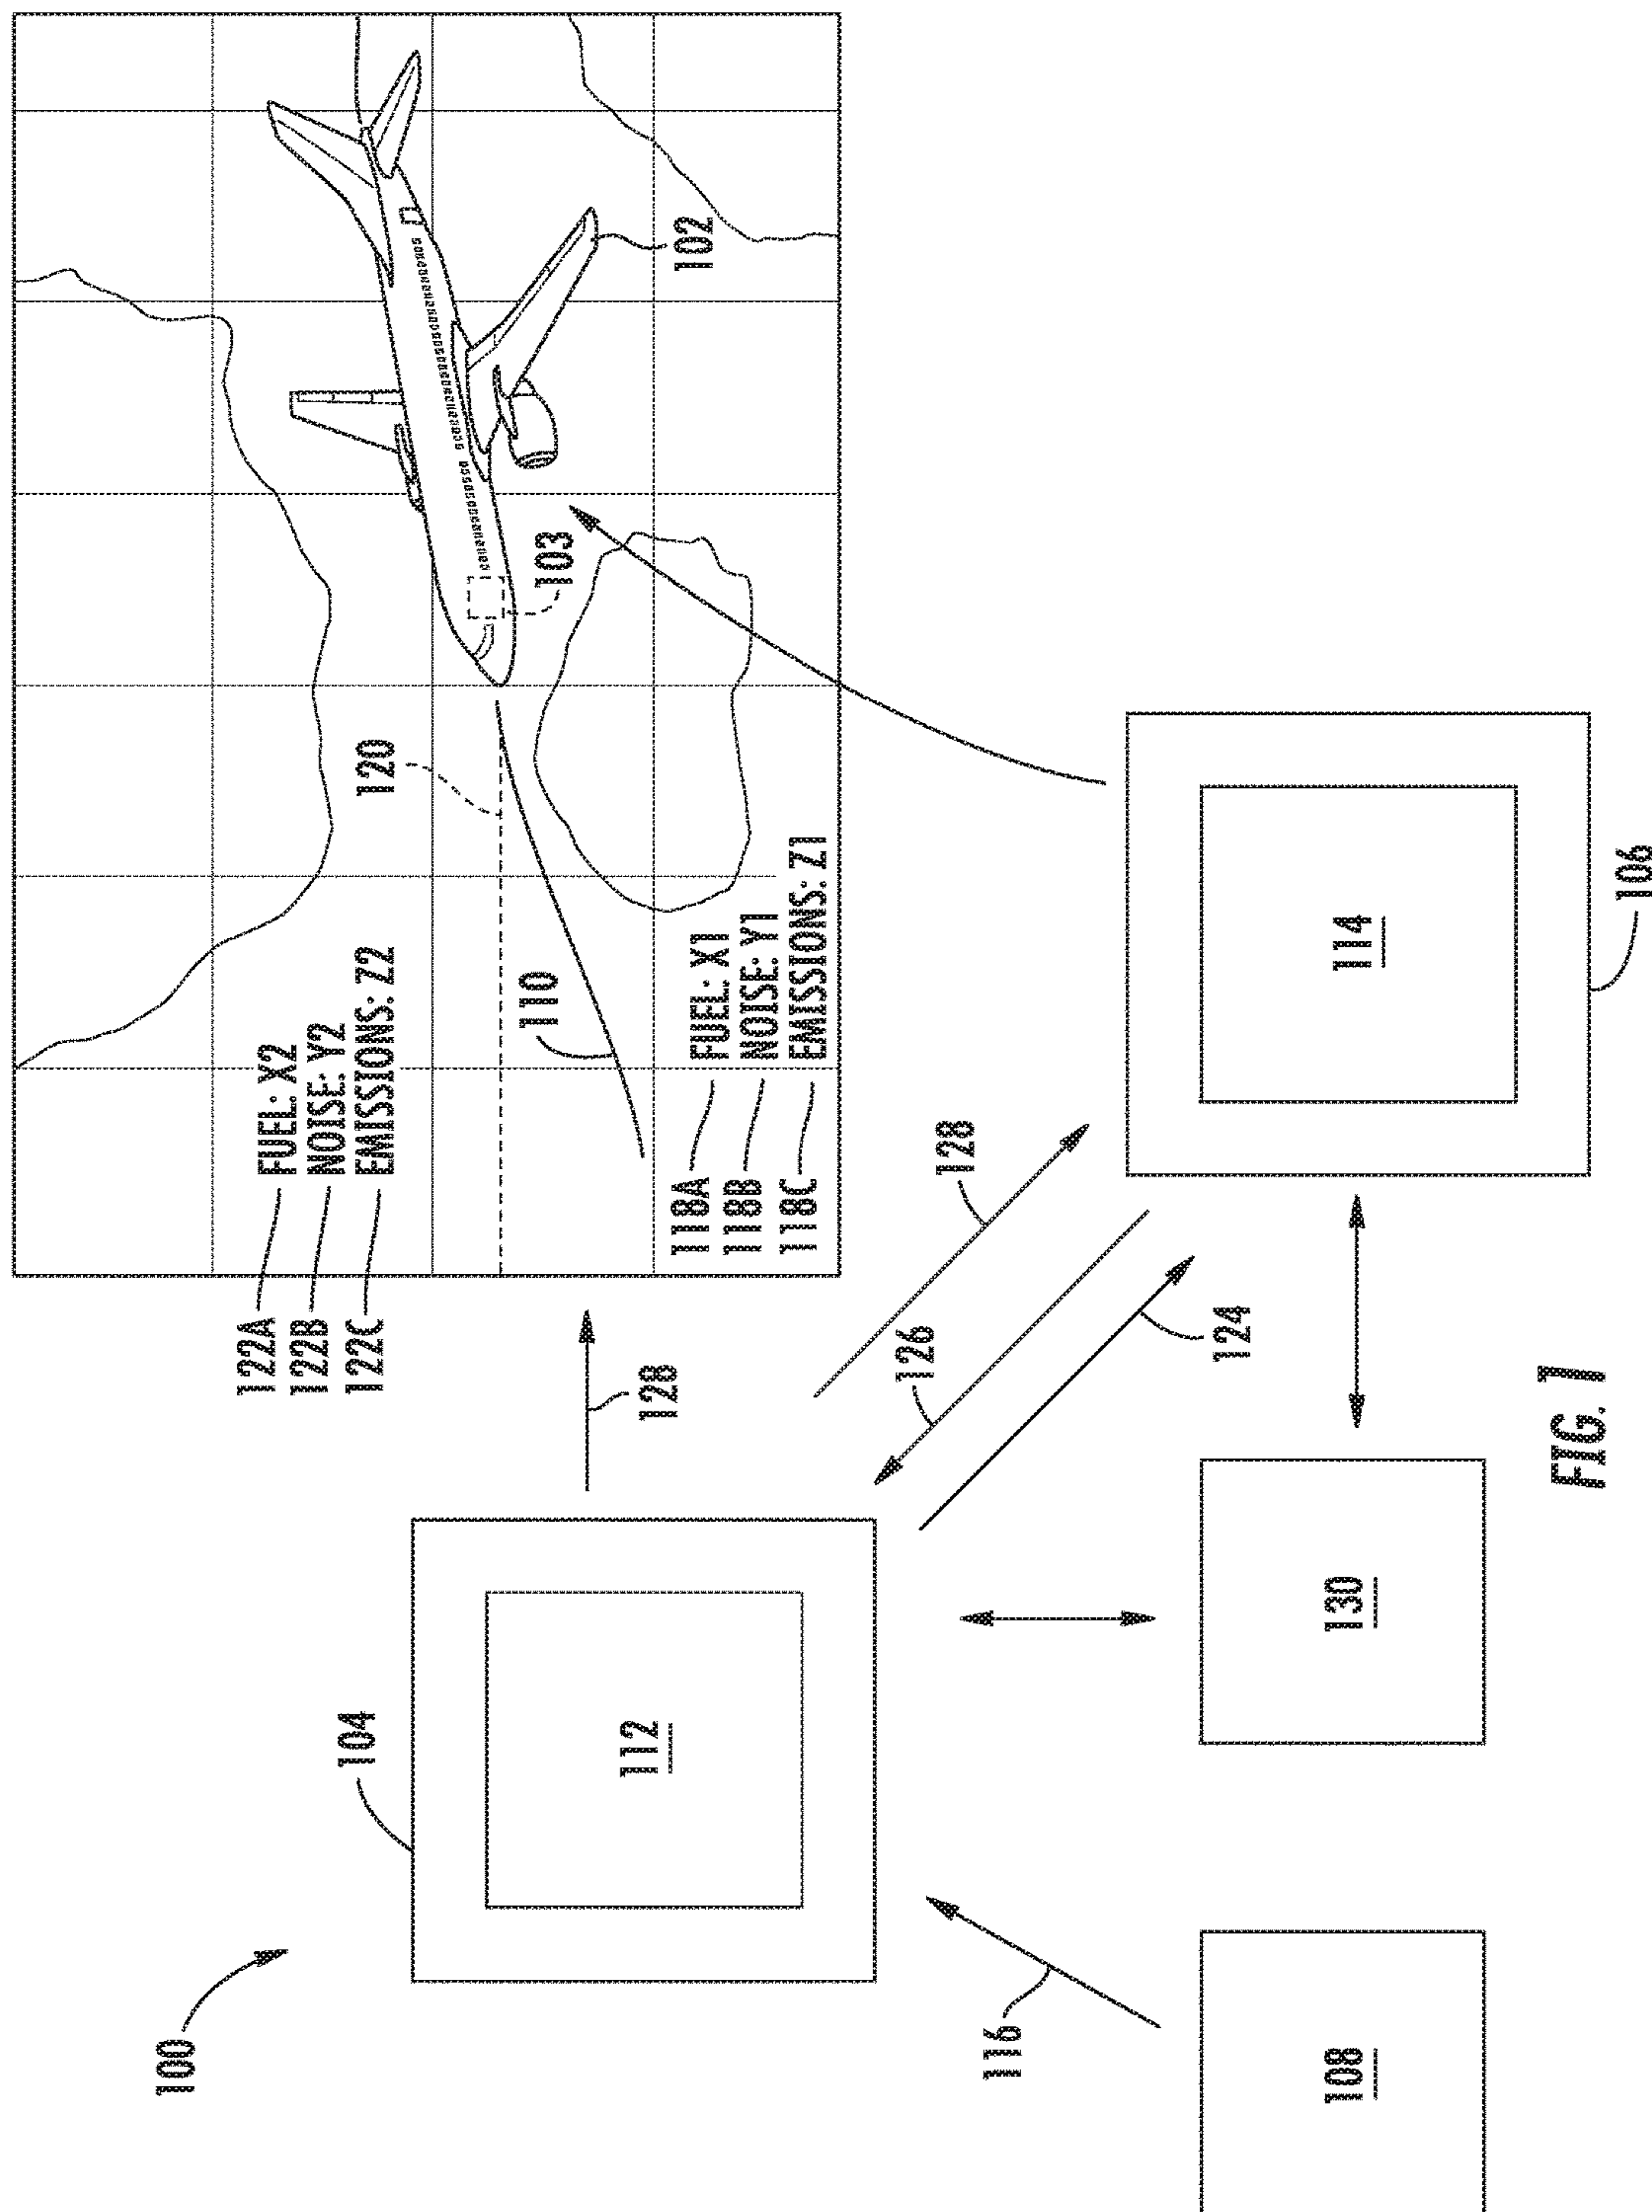 100
104
112
108
116
130
122A
122B
122C
FUEL: X2
NOISE: Y2
EMISSIONS: Z2
120
110
118A
118B
118C
FUEL: X1
NOISE: Y1
EMISSIONS: Z1
103
102
128
128
126
124
114
106
FIG. 1